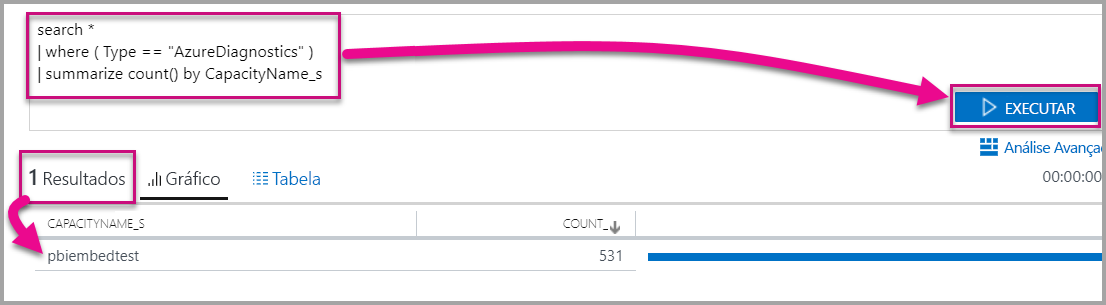 search *
| where ( Type == "AzureDiagnostics" )
| summarize count() by CapacityName_s
EXECUTAR
Análise Avança
1 Resultados Gráfico Tabela 00:00:00
CAPACITYNAME_S COUNT_
pbiembedtest 531